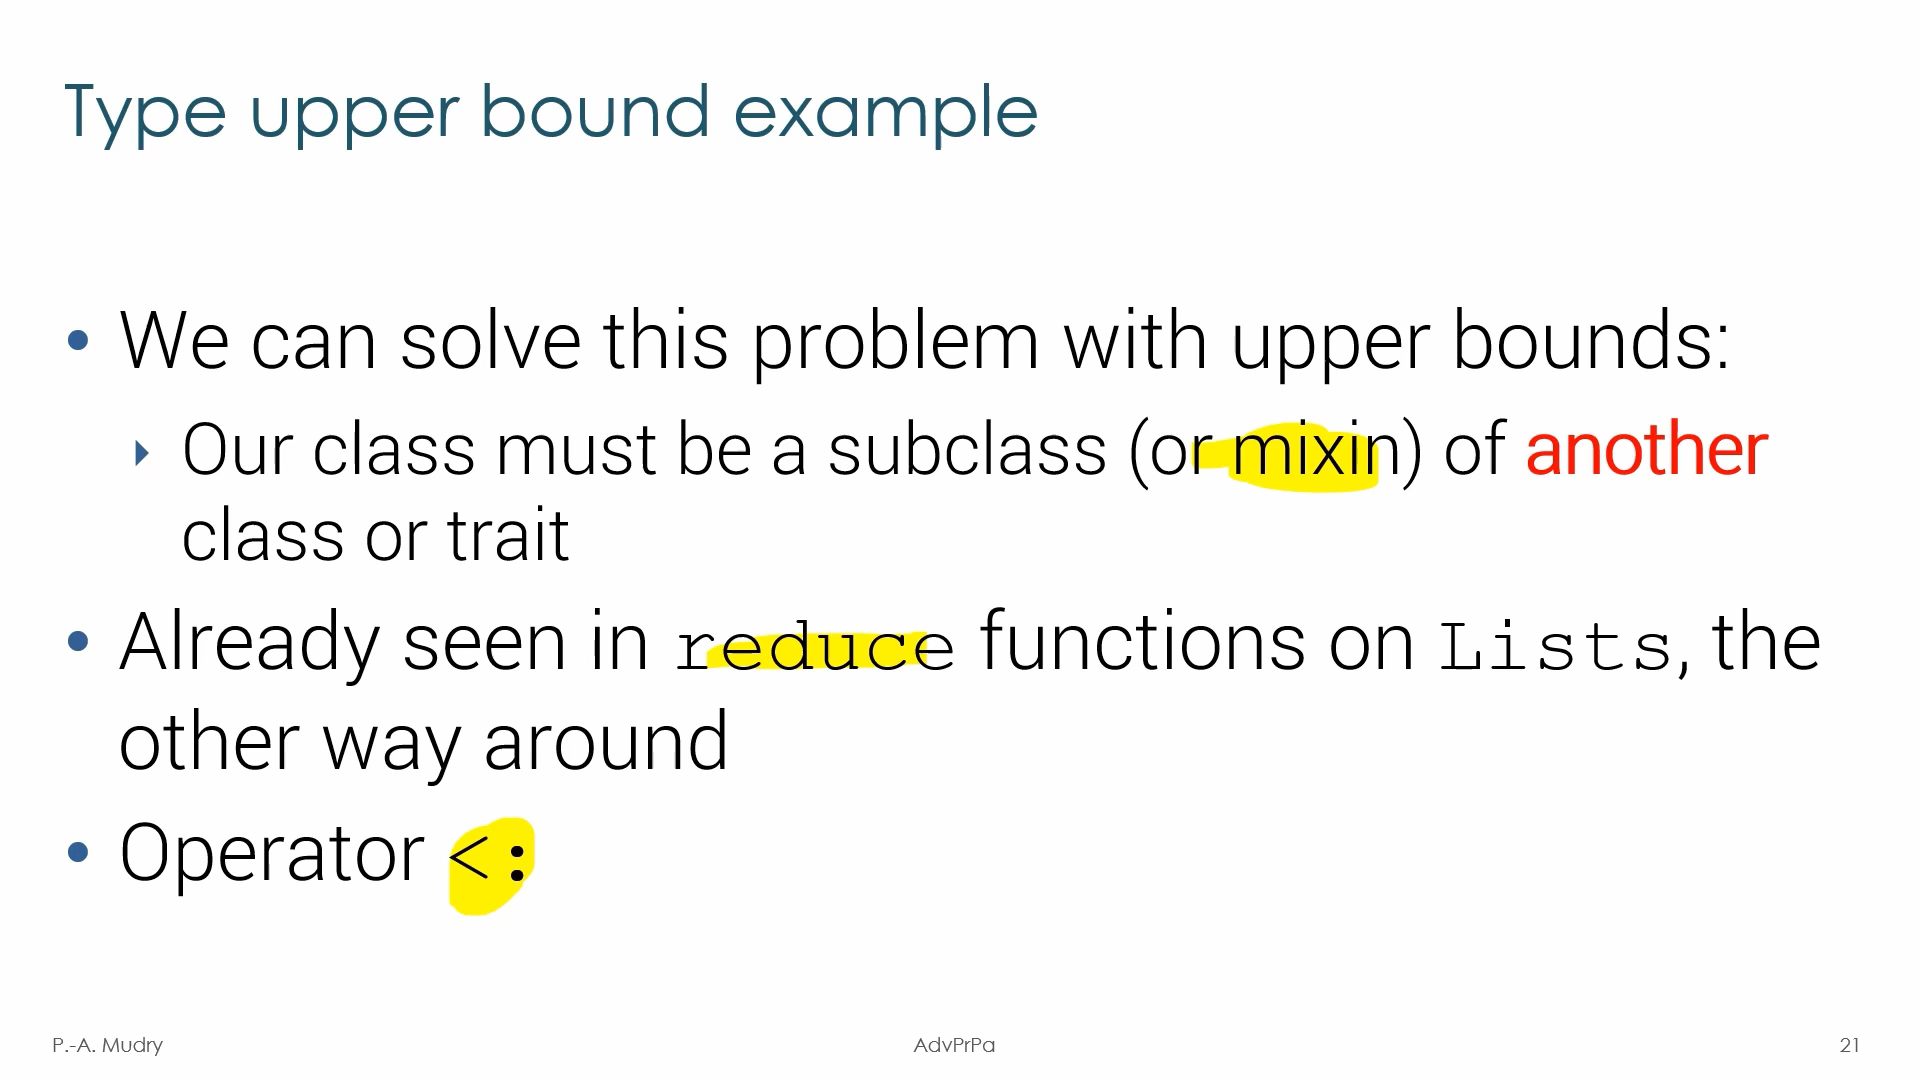 Type upper bound example
• We can solve this problem with upper bounds:
‣ Our class must be a subclass (or mixin) of another
class or trait
• Already seen in reduce functions on Lists, the
other way around
• Operator <:
P.-A. Mudry
AdvPrPa
21